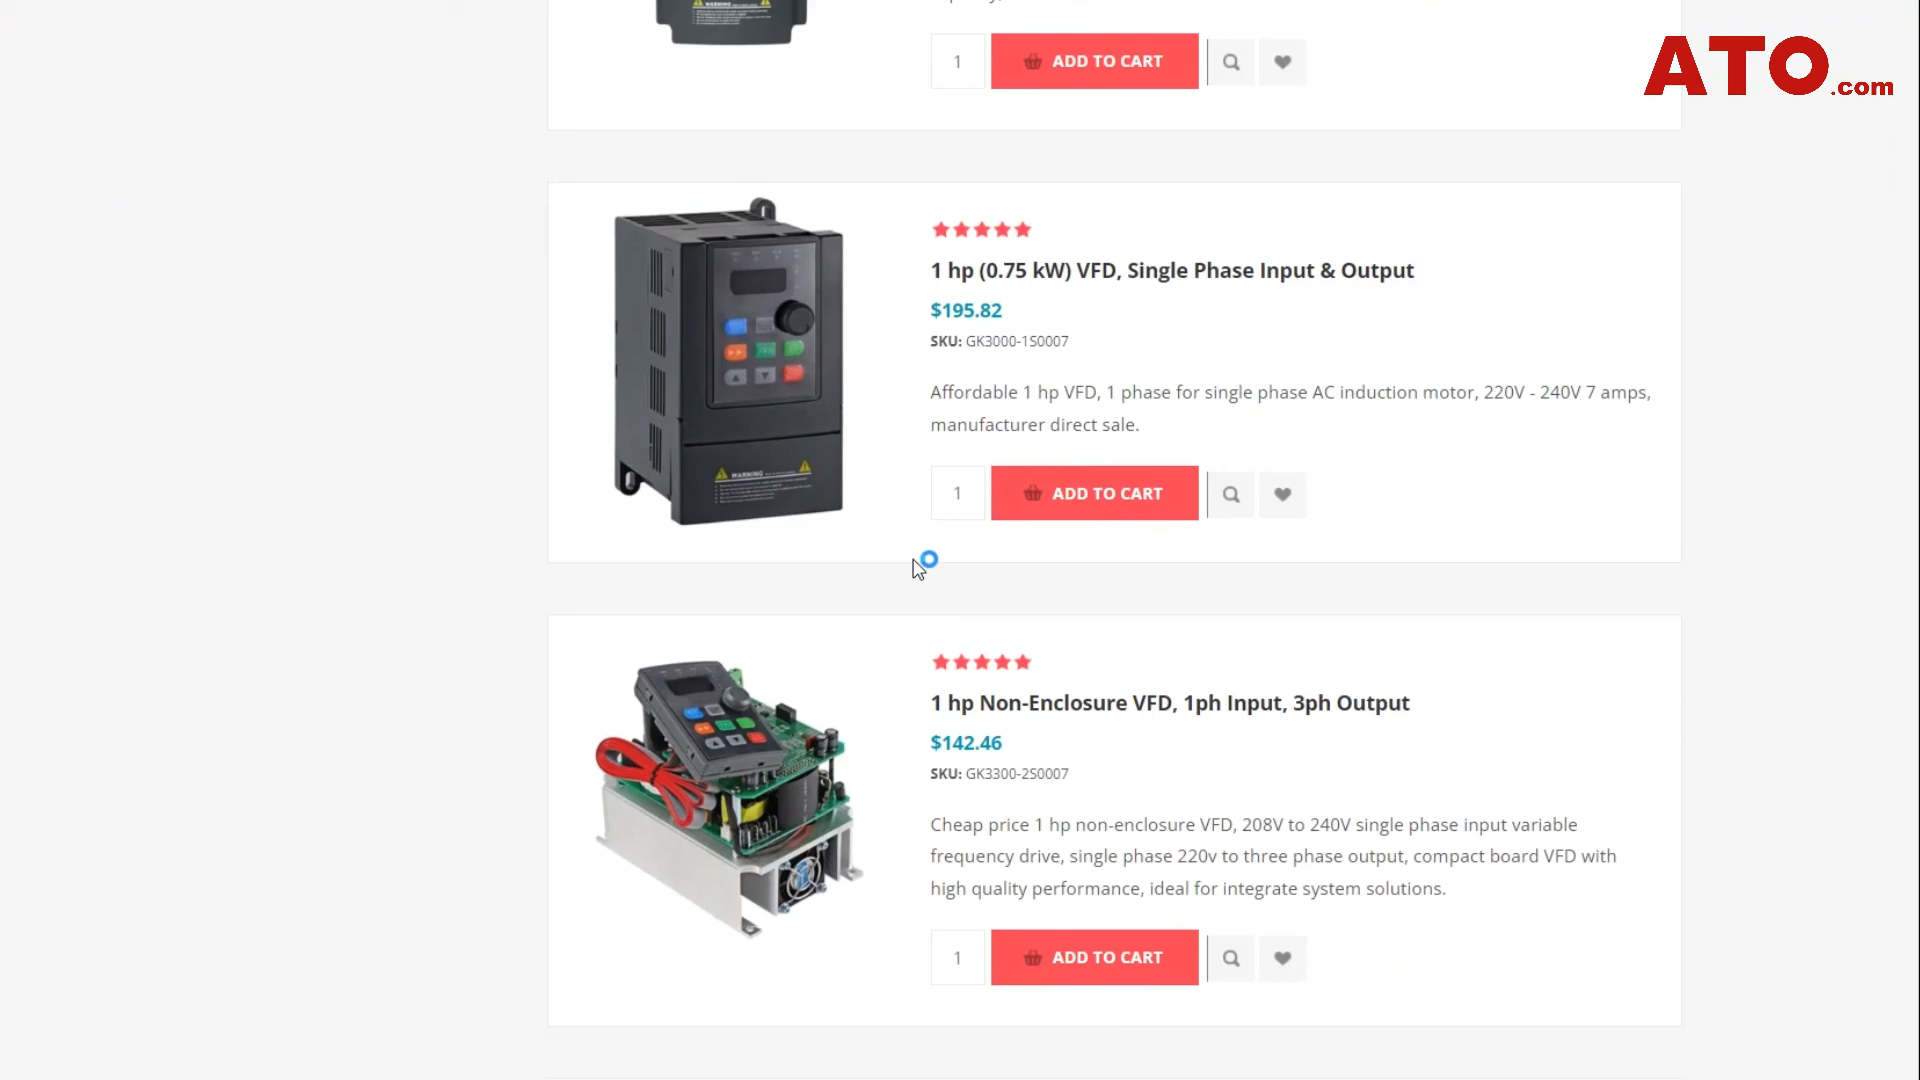 WARNING
1
ADD TO CART
ATO.com
1 hp (0.75 kW) VFD, Single Phase Input & Output
$195.82
SKU: GK3000-1S0007
Affordable 1 hp VFD, 1 phase for single phase AC induction motor, 220V - 240V 7 amps,
manufacturer direct sale.
WARNING
1
ADD TO CART
1 hp Non-Enclosure VFD, 1ph Input, 3ph Output
$142.46
SKU: GK3300-2S0007
Cheap price 1 hp non-enclosure VFD, 208V to 240V single phase input variable
frequency drive, single phase 220v to three phase output, compact board VFD with
high quality performance, ideal for integrate system solutions.
1
ADD TO CART